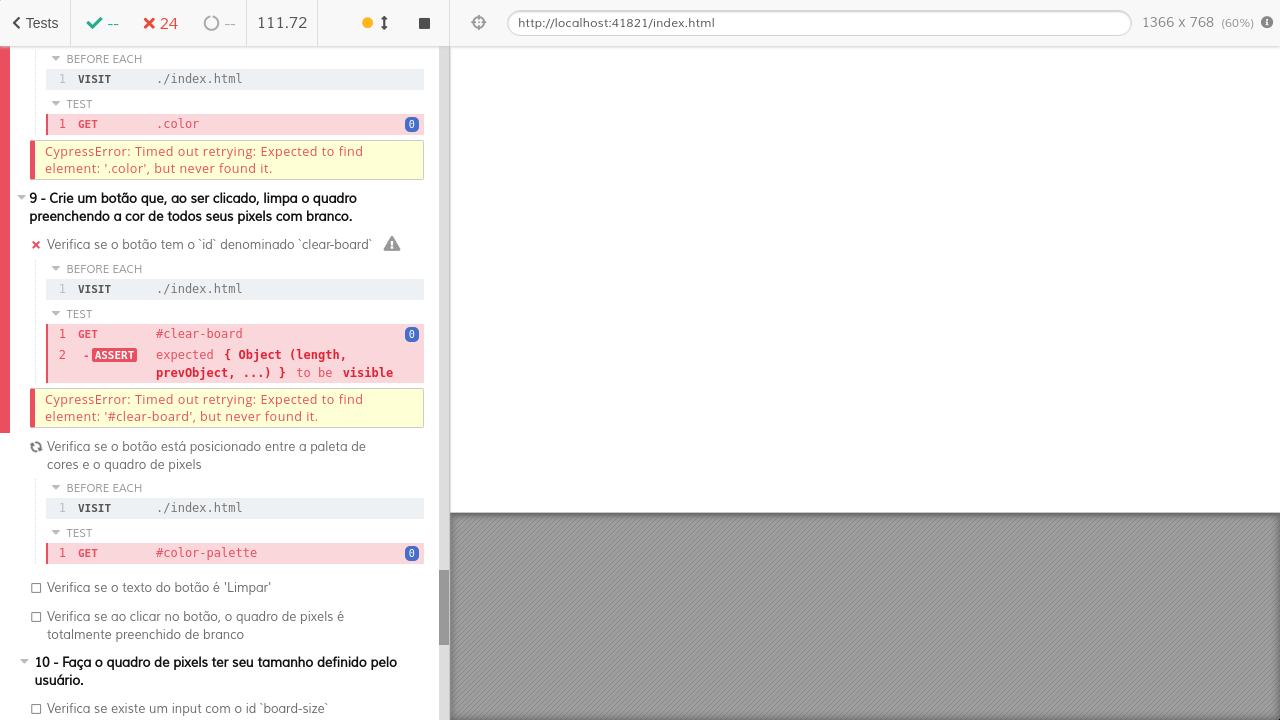 Tests -- 24 -- 111.72 http://localhost:41821/index.html 1366 x 768 (60%)
BEFORE EACH
1 VISIT ./index.html
TEST
1 GET .color 0
CypressError: Timed out retrying: Expected to find
element: '.color', but never found it.
9 - Crie um botão que, ao ser clicado, limpa o quadro
preenchendo a cor de todos seus pixels com branco.
Verifica se o botão tem o `id` denominado `clear-board`
BEFORE EACH
1 VISIT ./index.html
TEST
1 GET #clear-board 0
2 -ASSERT expected { Object (length,
prevObject, ...) } to be visible
CypressError: Timed out retrying: Expected to find
element: '#clear-board', but never found it.
Verifica se o botão está posicionado entre a paleta de
cores e o quadro de pixels
BEFORE EACH
1 VISIT ./index.html
TEST
1 GET #color-palette 0
Verifica se o texto do botão é 'Limpar'
Verifica se ao clicar no botão, o quadro de pixels é
totalmente preenchido de branco
10 - Faça o quadro de pixels ter seu tamanho definido pelo
usuário.
Verifica se existe um input com o id `board-size`